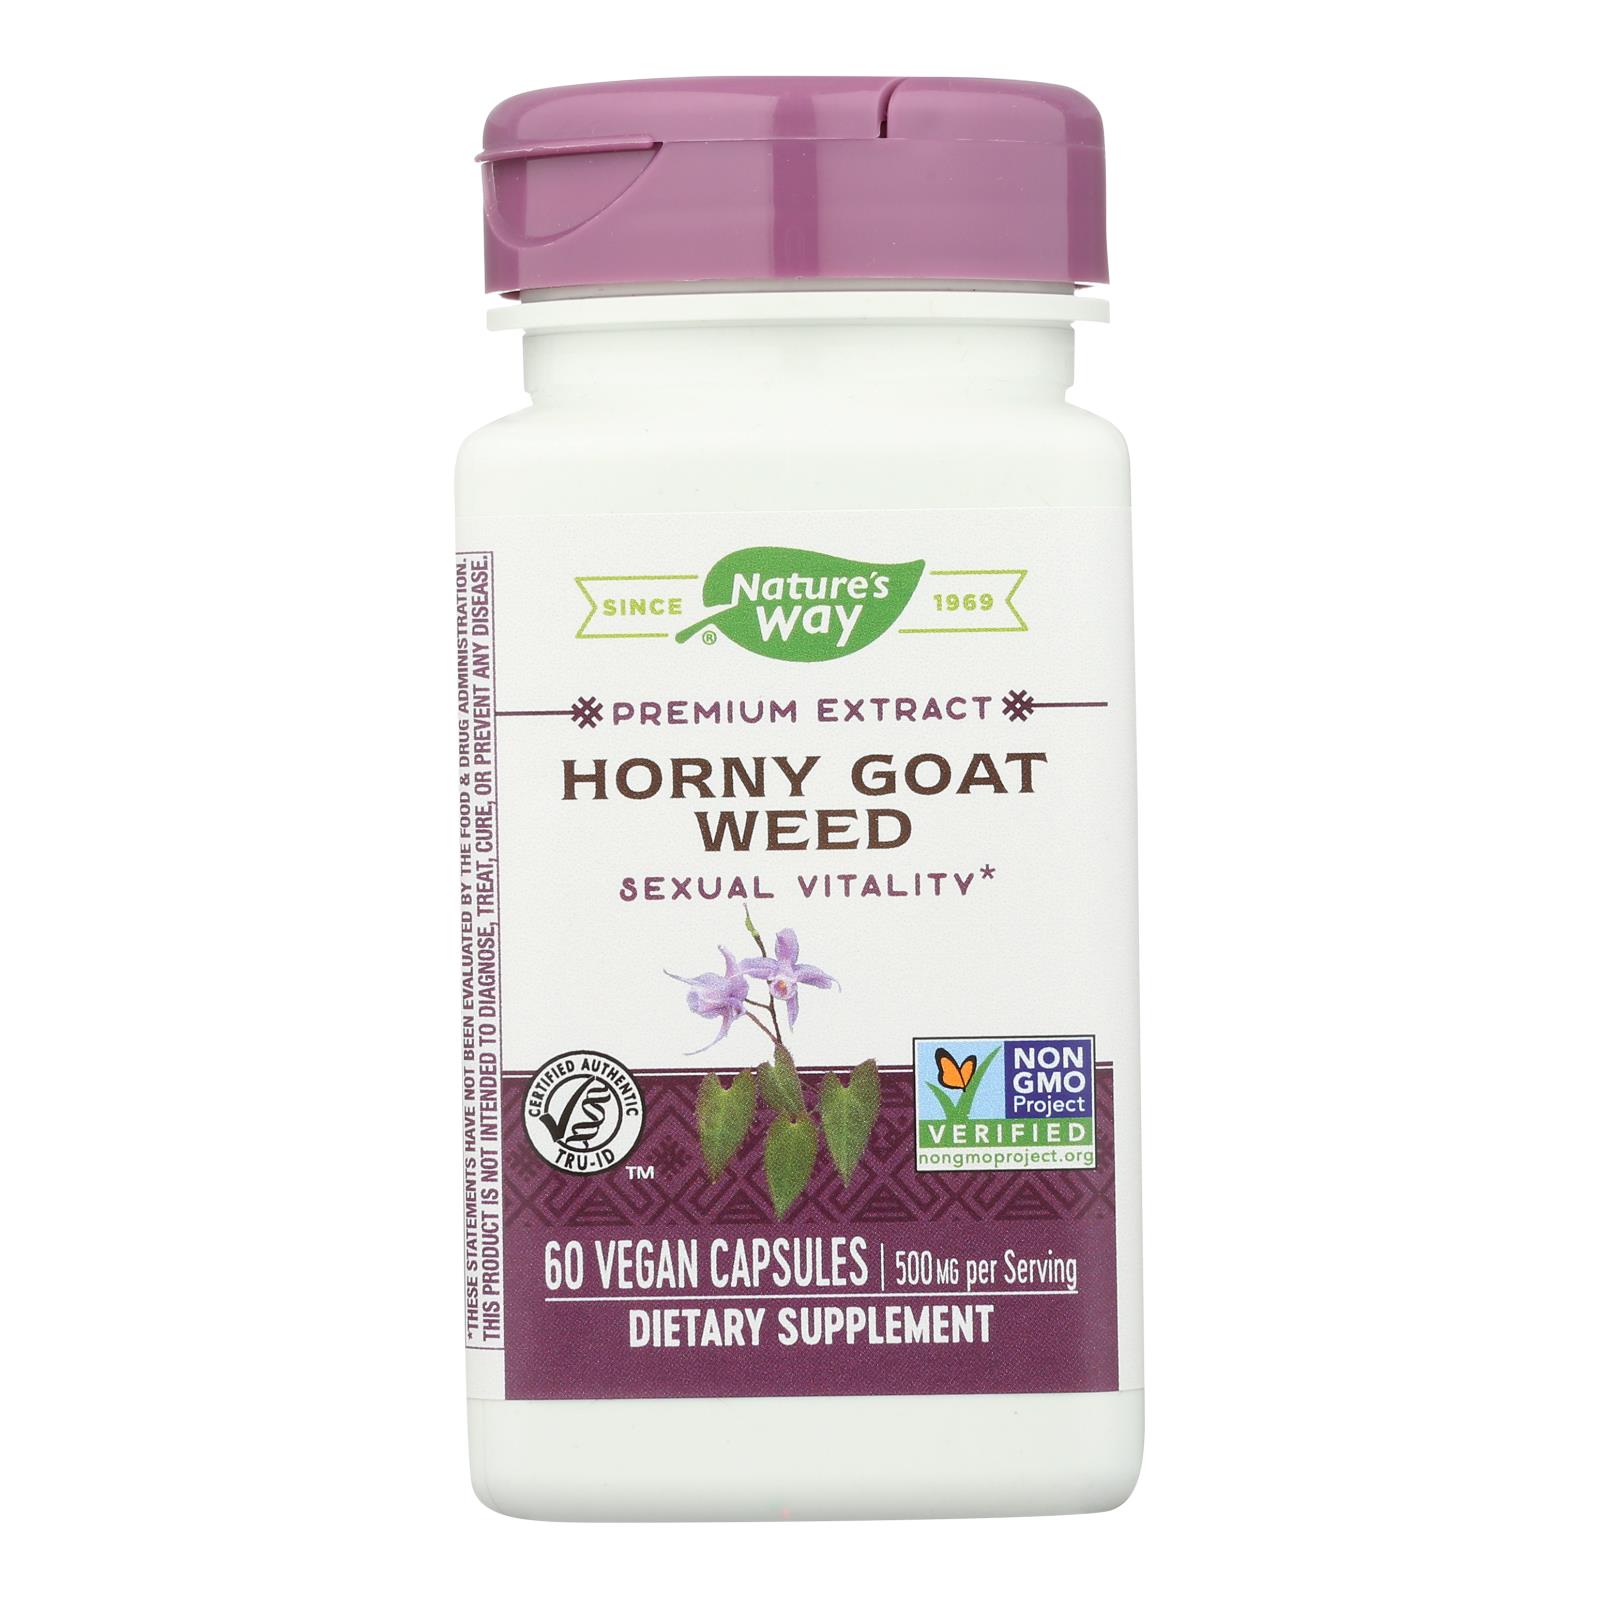 SINCE Nature's Way® 1969
PREMIUM EXTRACT
HORNY GOAT
WEED
SEXUAL VITALITY*
CERTIFIED AUTHENTIC
TRU-ID
TM
NON
GMO
Project
VERIFIED
nongmoproject.org
60 VEGAN CAPSULES | 500 MG per Serving
DIETARY SUPPLEMENT
*THESE STATEMENTS HAVE NOT BEEN EVALUATED BY THE FOOD & DRUG ADMINISTRATION.
THIS PRODUCT IS NOT INTENDED TO DIAGNOSE, TREAT, CURE, OR PREVENT ANY DISEASE.